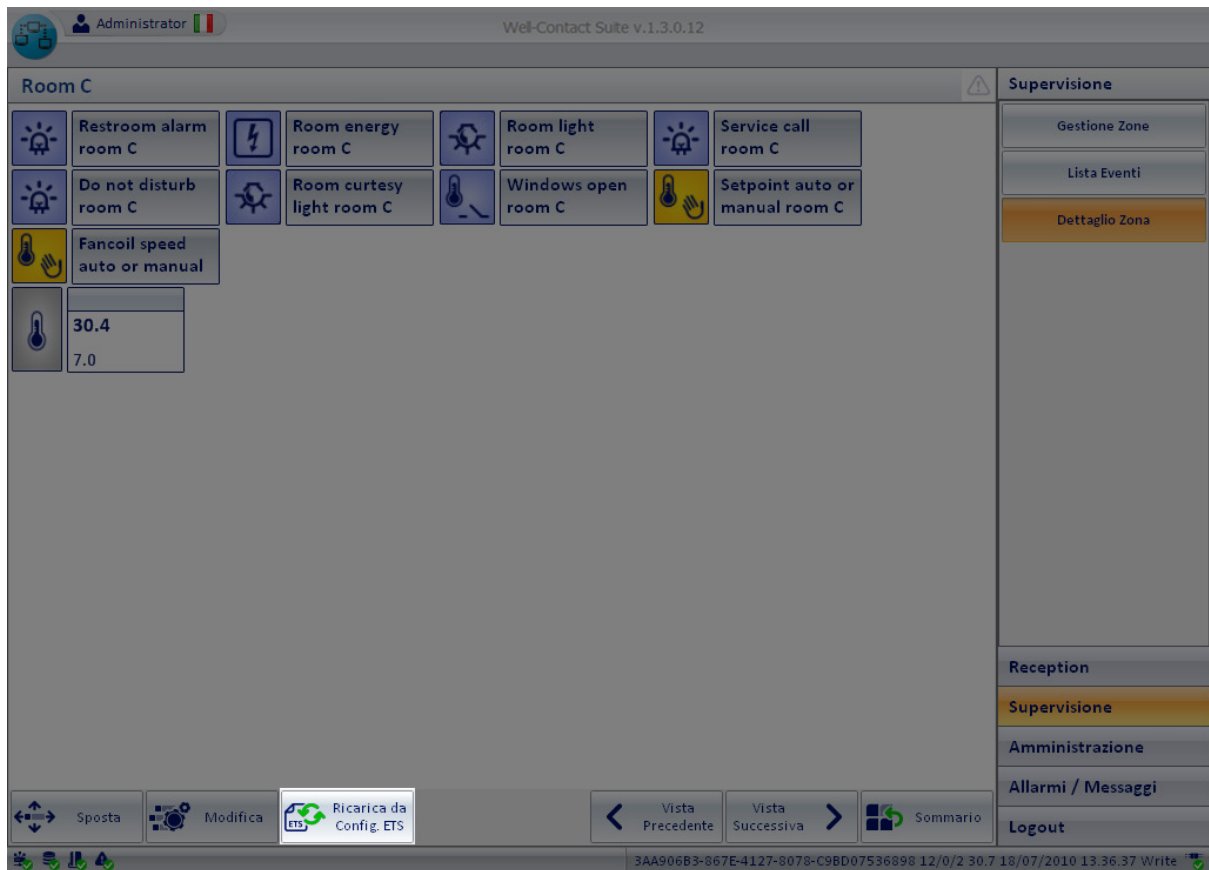 Administrator
Well-Contact Suite v.1.3.0.12
Room C
Restroom alarm
room C
Room energy
room C
Room light
room C
Service call
room C
Do not disturb
room C
Room curtesy
light room C
Windows open
room C
Setpoint auto or
manual room C
Fancoil speed
auto or manual
30.4
7.0
Supervisione
Gestione Zone
Lista Eventi
Dettaglio Zona
Reception
Supervisione
Amministrazione
Allarmi / Messaggi
Logout
Sposta
Modifica
ETS
Ricarica da
Config. ETS
Vista
Precedente
Vista
Successiva
Sommario
3AA906B3-867E-4127-8078-C9BD07536898 12/0/2 30.7 18/07/2010 13.36.37 Write